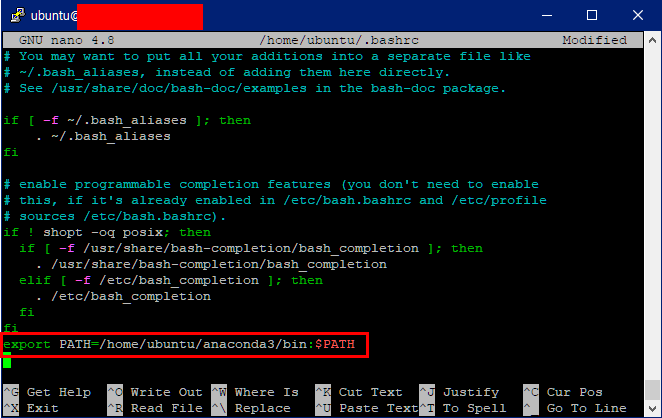 ubuntu@
GNU nano 4.8 /home/ubuntu/.bashrc Modified
# You may want to put all your additions into a separate file like
# ~/.bash_aliases, instead of adding them here directly.
# See /usr/share/doc/bash-doc/examples in the bash-doc package.
if [ -f ~/.bash_aliases ]; then
    . ~/.bash_aliases
fi
# enable programmable completion features (you don't need to enable
# this, if it's already enabled in /etc/bash.bashrc and /etc/profile
# sources /etc/bash.bashrc).
if ! shopt -oq posix; then
  if [ -f /usr/share/bash-completion/bash_completion ]; then
    . /usr/share/bash-completion/bash_completion
  elif [ -f /etc/bash_completion ]; then
    . /etc/bash_completion
  fi
fi
export PATH=/home/ubuntu/anaconda3/bin:$PATH
^G Get Help ^O Write Out ^W Where Is ^K Cut Text ^J Justify ^C Cur Pos
^X Exit ^R Read File ^\ Replace ^U Paste Text ^T To Spell ^_ Go To Line